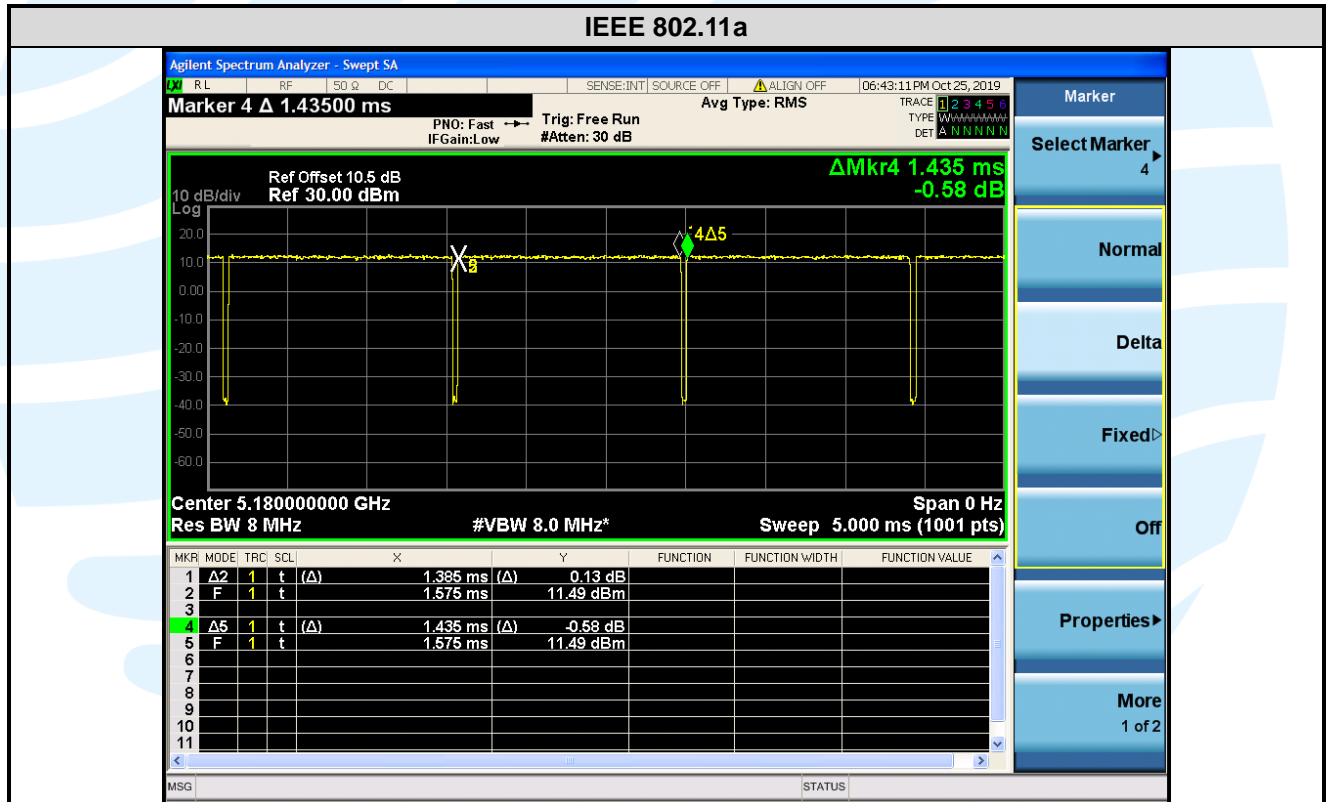 IEEE 802.11a
Agilent Spectrum Analyzer - Swept SA
LXI RL RF 50 Ω DC SENSE:INT SOURCE OFF ALIGN OFF 06:43:11 PM Oct 25, 2019
Marker 4 Δ 1.43500 ms
Avg Type: RMS
TRACE 1 2 3 4 5 6
TYPE WWWWWW
DET A N N N N N
PNO: Fast
IFGain:Low
Trig: Free Run
#Atten: 30 dB
Marker
Select Marker
4
Normal
Delta
Fixed
Off
Properties
More
1 of 2
ΔMkr4 1.435 ms
-0.58 dB
Ref Offset 10.5 dB
10 dB/div Ref 30.00 dBm
Log
20.0
10.0
0.00
-10.0
-20.0
-30.0
-40.0
-50.0
-60.0
4Δ5
Center 5.180000000 GHz Span 0 Hz
Res BW 8 MHz #VBW 8.0 MHz* Sweep 5.000 ms (1001 pts)
MKR MODE TRC SCL X Y FUNCTION FUNCTION WIDTH FUNCTION VALUE
1 Δ2 1 t (Δ) 1.385 ms (Δ) 0.13 dB
2 F 1 t 1.575 ms 11.49 dBm
3
4 Δ5 1 t (Δ) 1.435 ms (Δ) -0.58 dB
5 F 1 t 1.575 ms 11.49 dBm
6
7
8
9
10
11
MSG STATUS